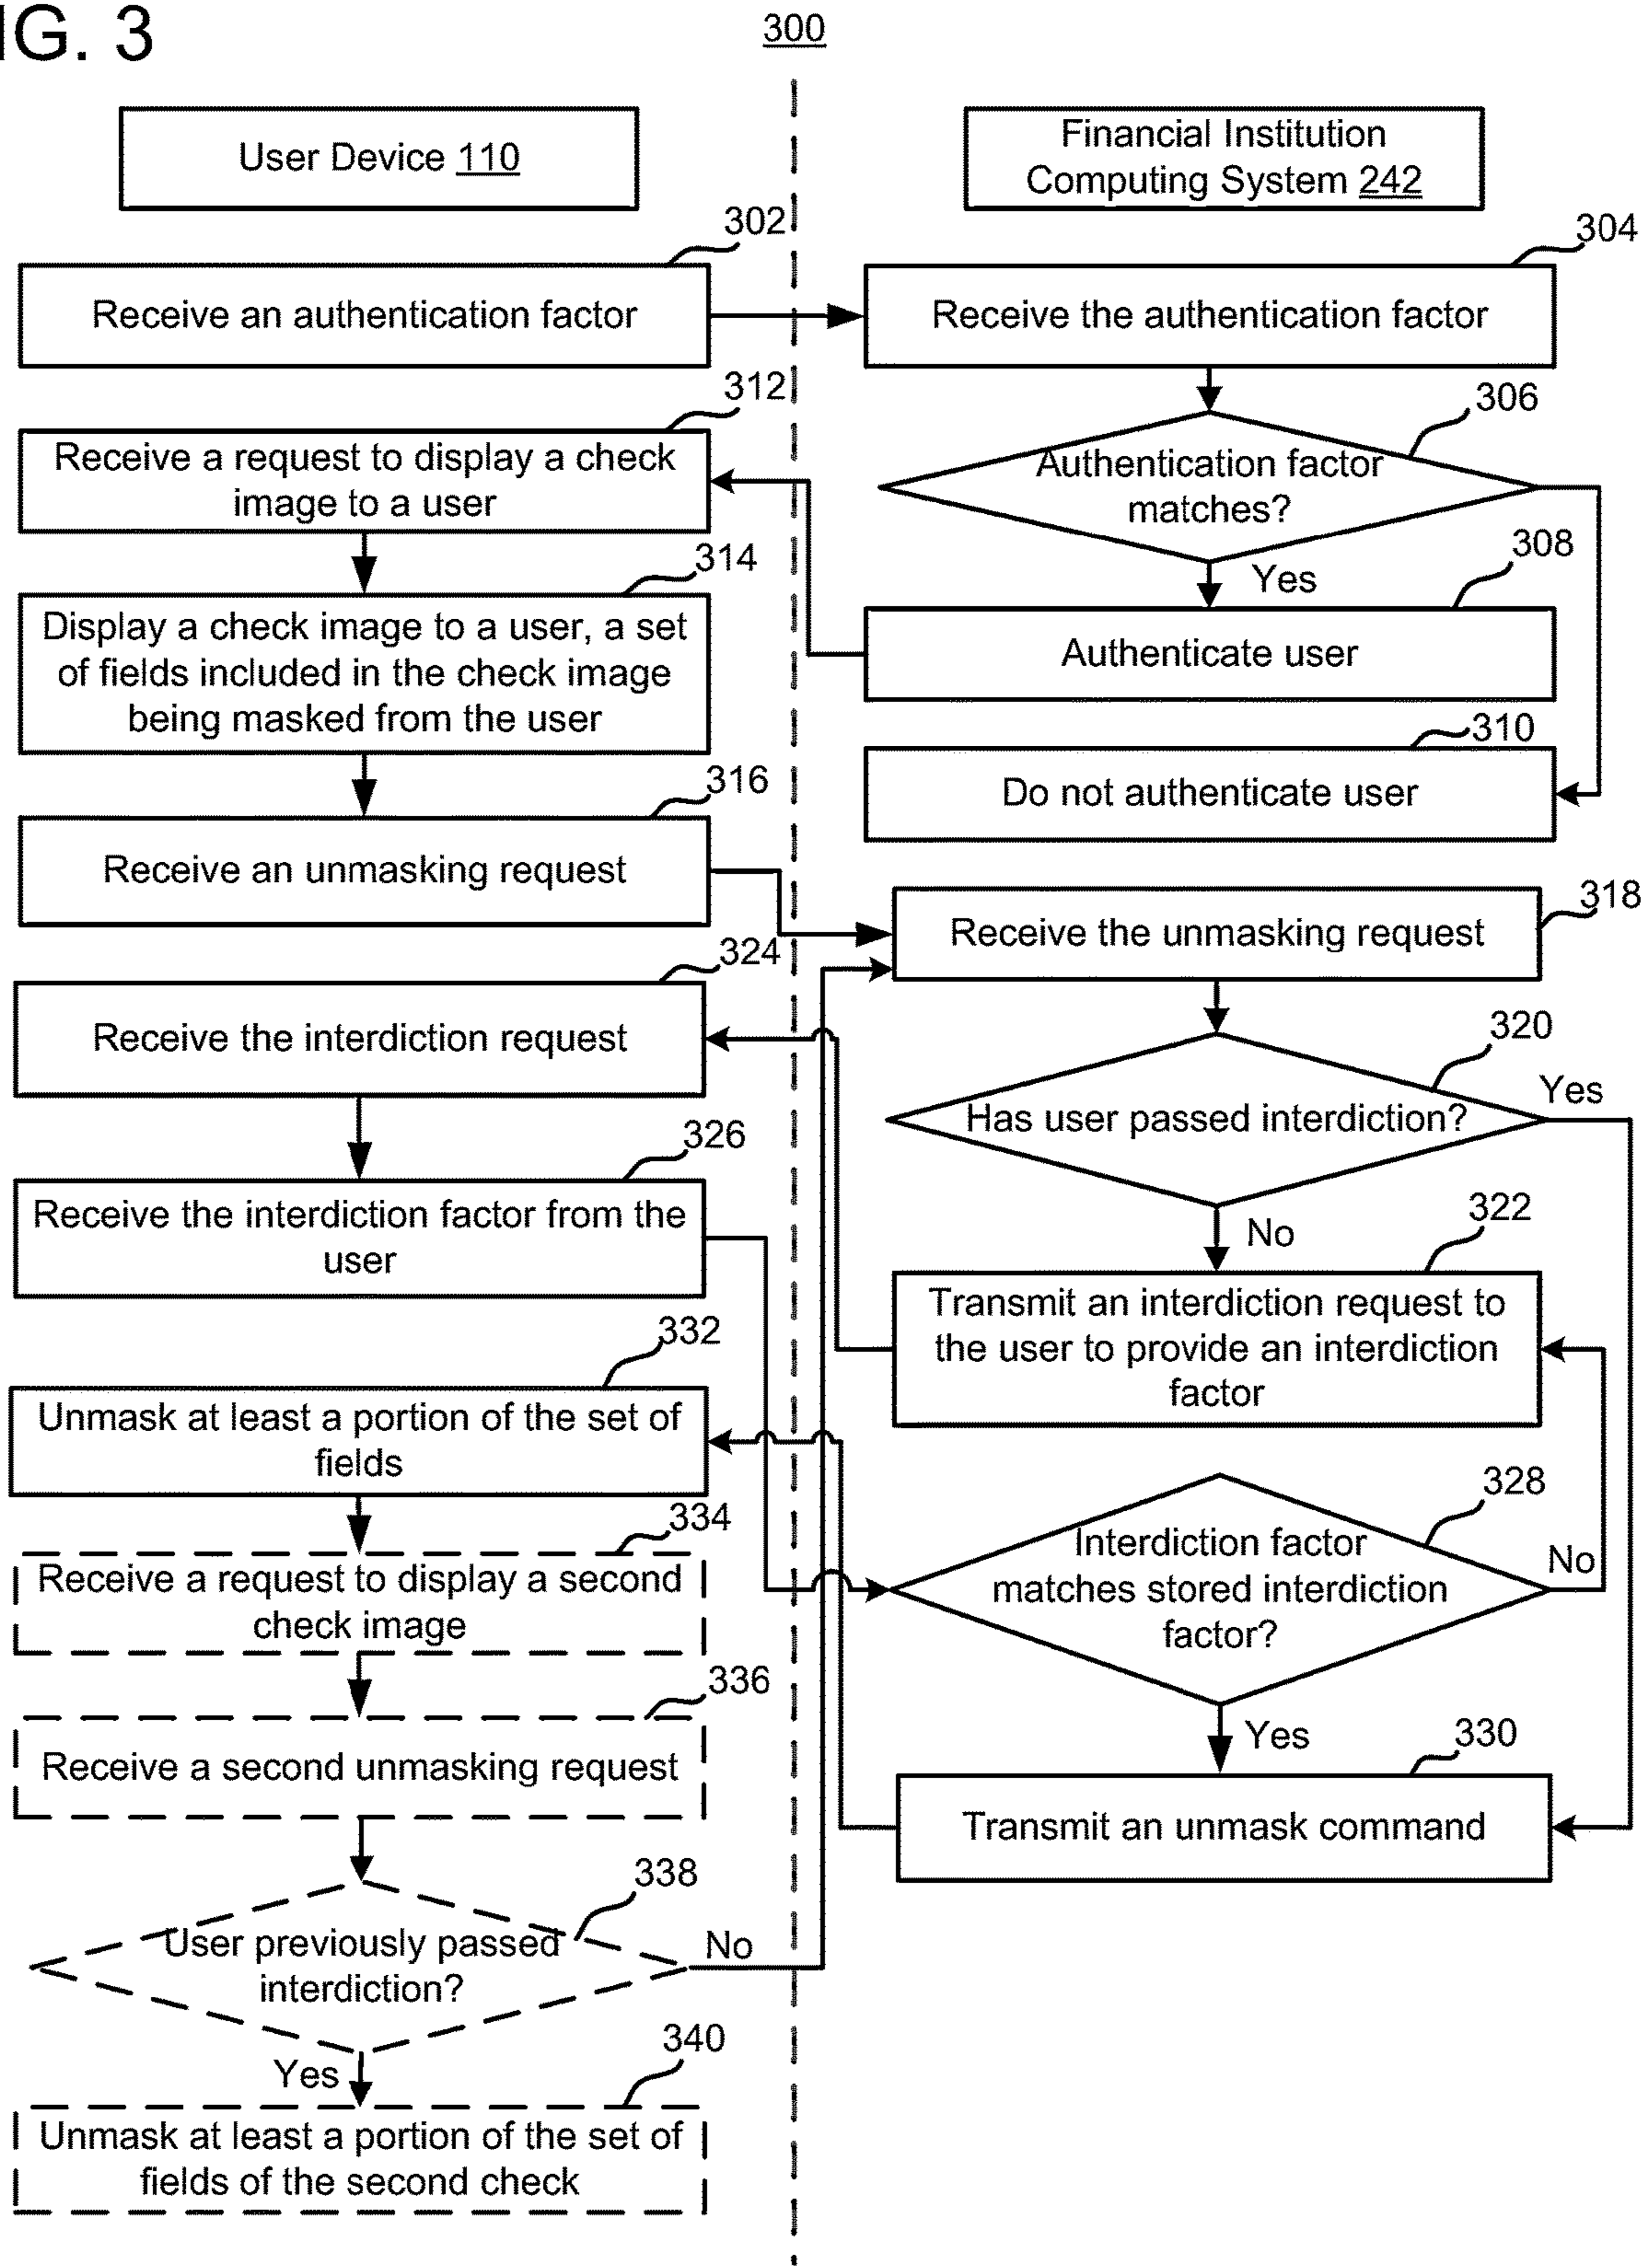 IG. 3
300
User Device 110
Financial Institution
Computing System 242
302
Receive an authentication factor
304
Receive the authentication factor
312
Receive a request to display a check
image to a user
306
Authentication factor
matches?
Yes
314
Display a check image to a user, a set
of fields included in the check image
being masked from the user
308
Authenticate user
310
Do not authenticate user
316
Receive an unmasking request
318
Receive the unmasking request
324
Receive the interdiction request
320
Has user passed interdiction?
Yes
No
326
Receive the interdiction factor from the
user
322
Transmit an interdiction request to
the user to provide an interdiction
factor
332
Unmask at least a portion of the set of
fields
328
Interdiction factor
matches stored interdiction
factor?
No
Yes
334
Receive a request to display a second
check image
336
Receive a second unmasking request
330
Transmit an unmask command
338
User previously passed
interdiction?
No
Yes
340
Unmask at least a portion of the set of
fields of the second check